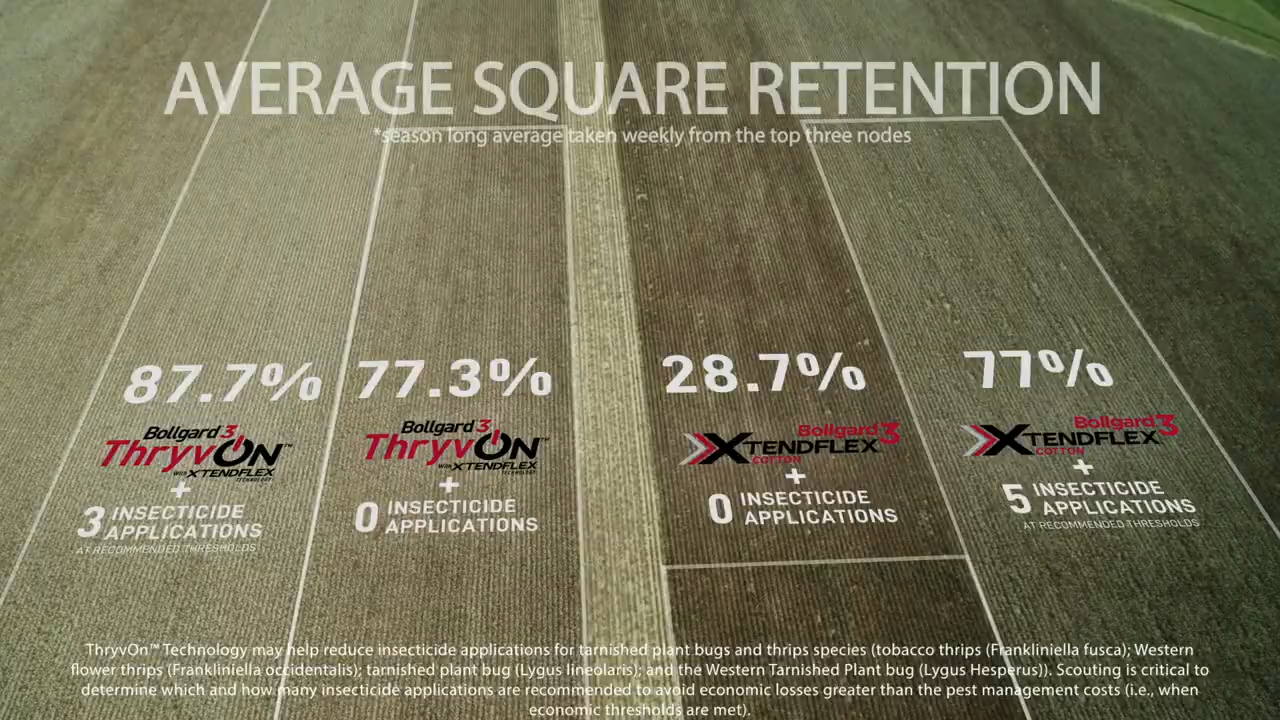 AVERAGE SQUARE RETENTION
*season long average taken weekly from the top three nodes
87.7%
Bollgard 3
ThryvON™
with XTENDFLEX
TECHNOLOGY
+
3 INSECTICIDE
APPLICATIONS
AT RECOMMENDED THRESHOLDS
77.3%
Bollgard 3
ThryvON™
with XTENDFLEX
TECHNOLOGY
+
0 INSECTICIDE
APPLICATIONS
28.7%
Bollgard 3
XTENDFLEX
COTTON
+
0 INSECTICIDE
APPLICATIONS
77%
Bollgard 3
XTENDFLEX
COTTON
+
5 INSECTICIDE
APPLICATIONS
AT RECOMMENDED THRESHOLDS
ThryvOn™ Technology may help reduce insecticide applications for tarnished plant bugs and thrips species (tobacco thrips (Frankliniella fusca); Western
flower thrips (Frankliniella occidentalis); tarnished plant bug (Lygus lineolaris); and the Western Tarnished Plant bug (Lygus Hesperus)). Scouting is critical to
determine which and how many insecticide applications are recommended to avoid economic losses greater than the pest management costs (i.e., when
economic thresholds are met).